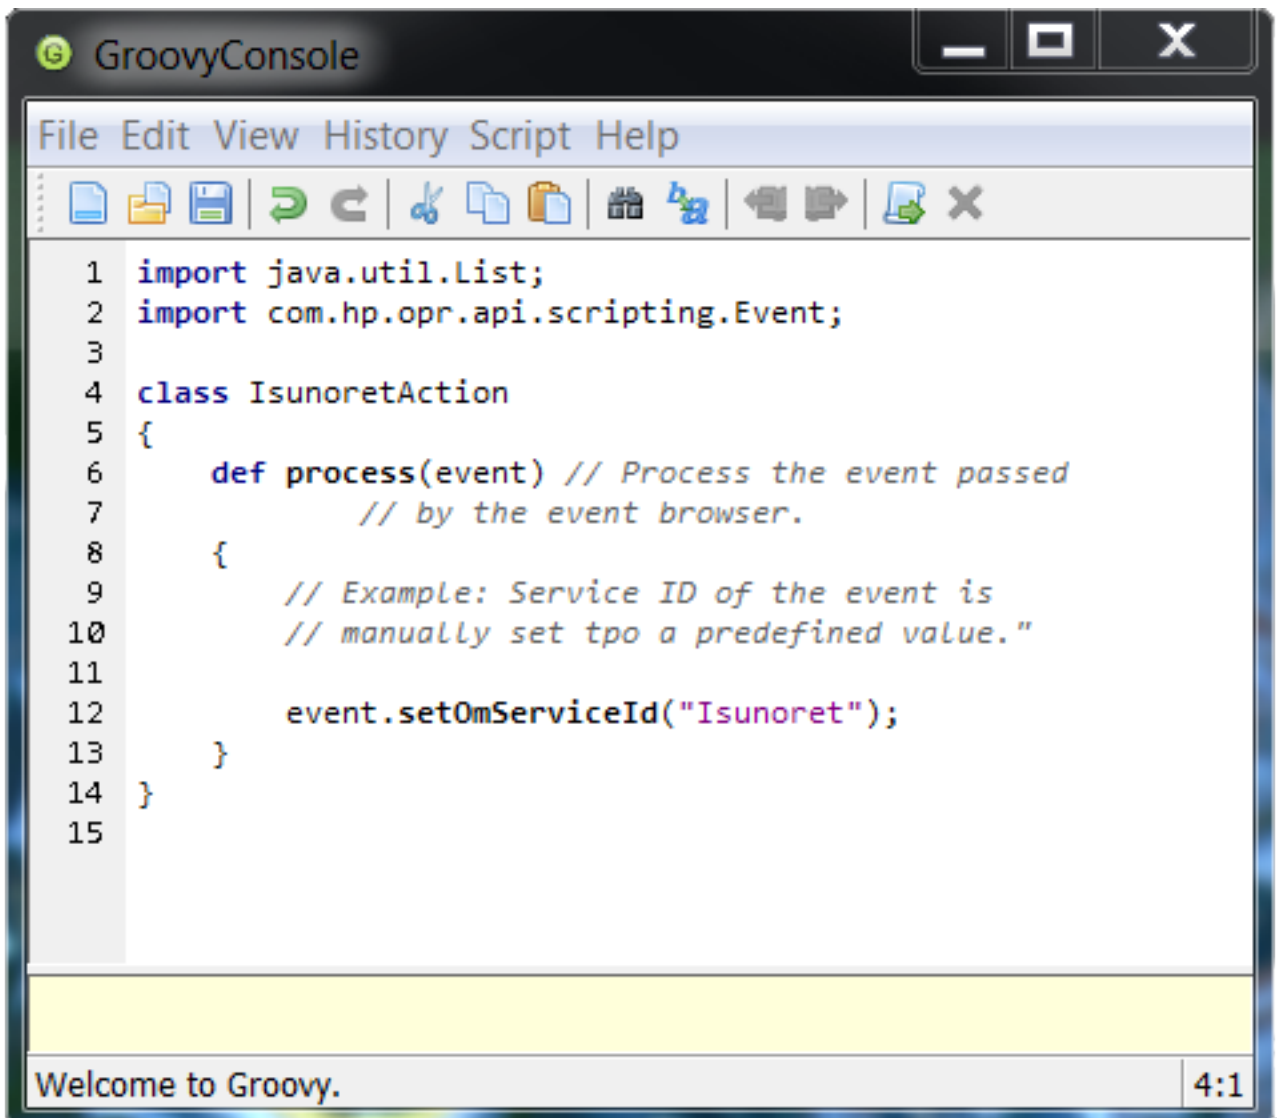 GroovyConsole
File Edit View History Script Help
1 import java.util.List;
2 import com.hp.opr.api.scripting.Event;
3
4 class IsunoretAction
5 {
6     def process(event) // Process the event passed
7             // by the event browser.
8     {
9         // Example: Service ID of the event is
10         // manually set tpo a predefined value."
11
12         event.setOmServiceId("Isunoret");
13     }
14 }
15
Welcome to Groovy. 4:1